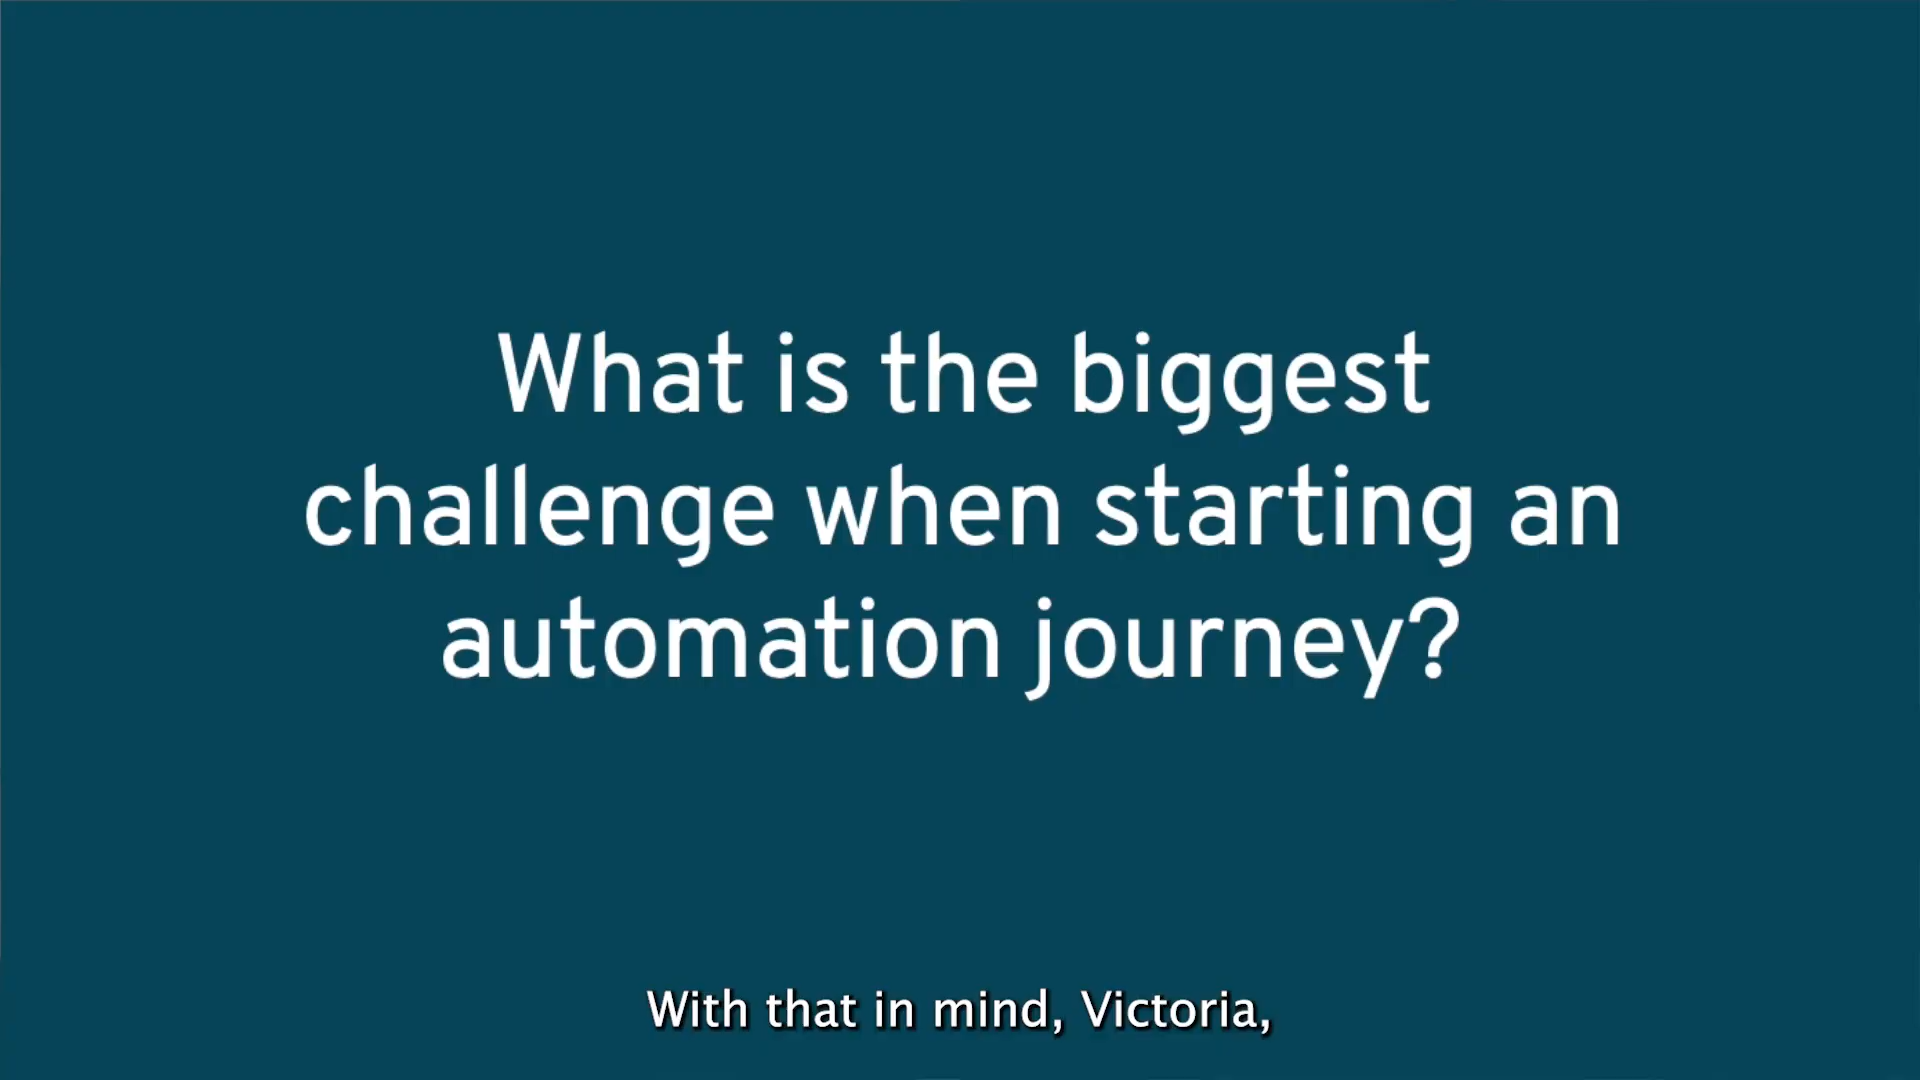 What is the biggest
challenge when starting an
automation journey?
With that in mind, Victoria,